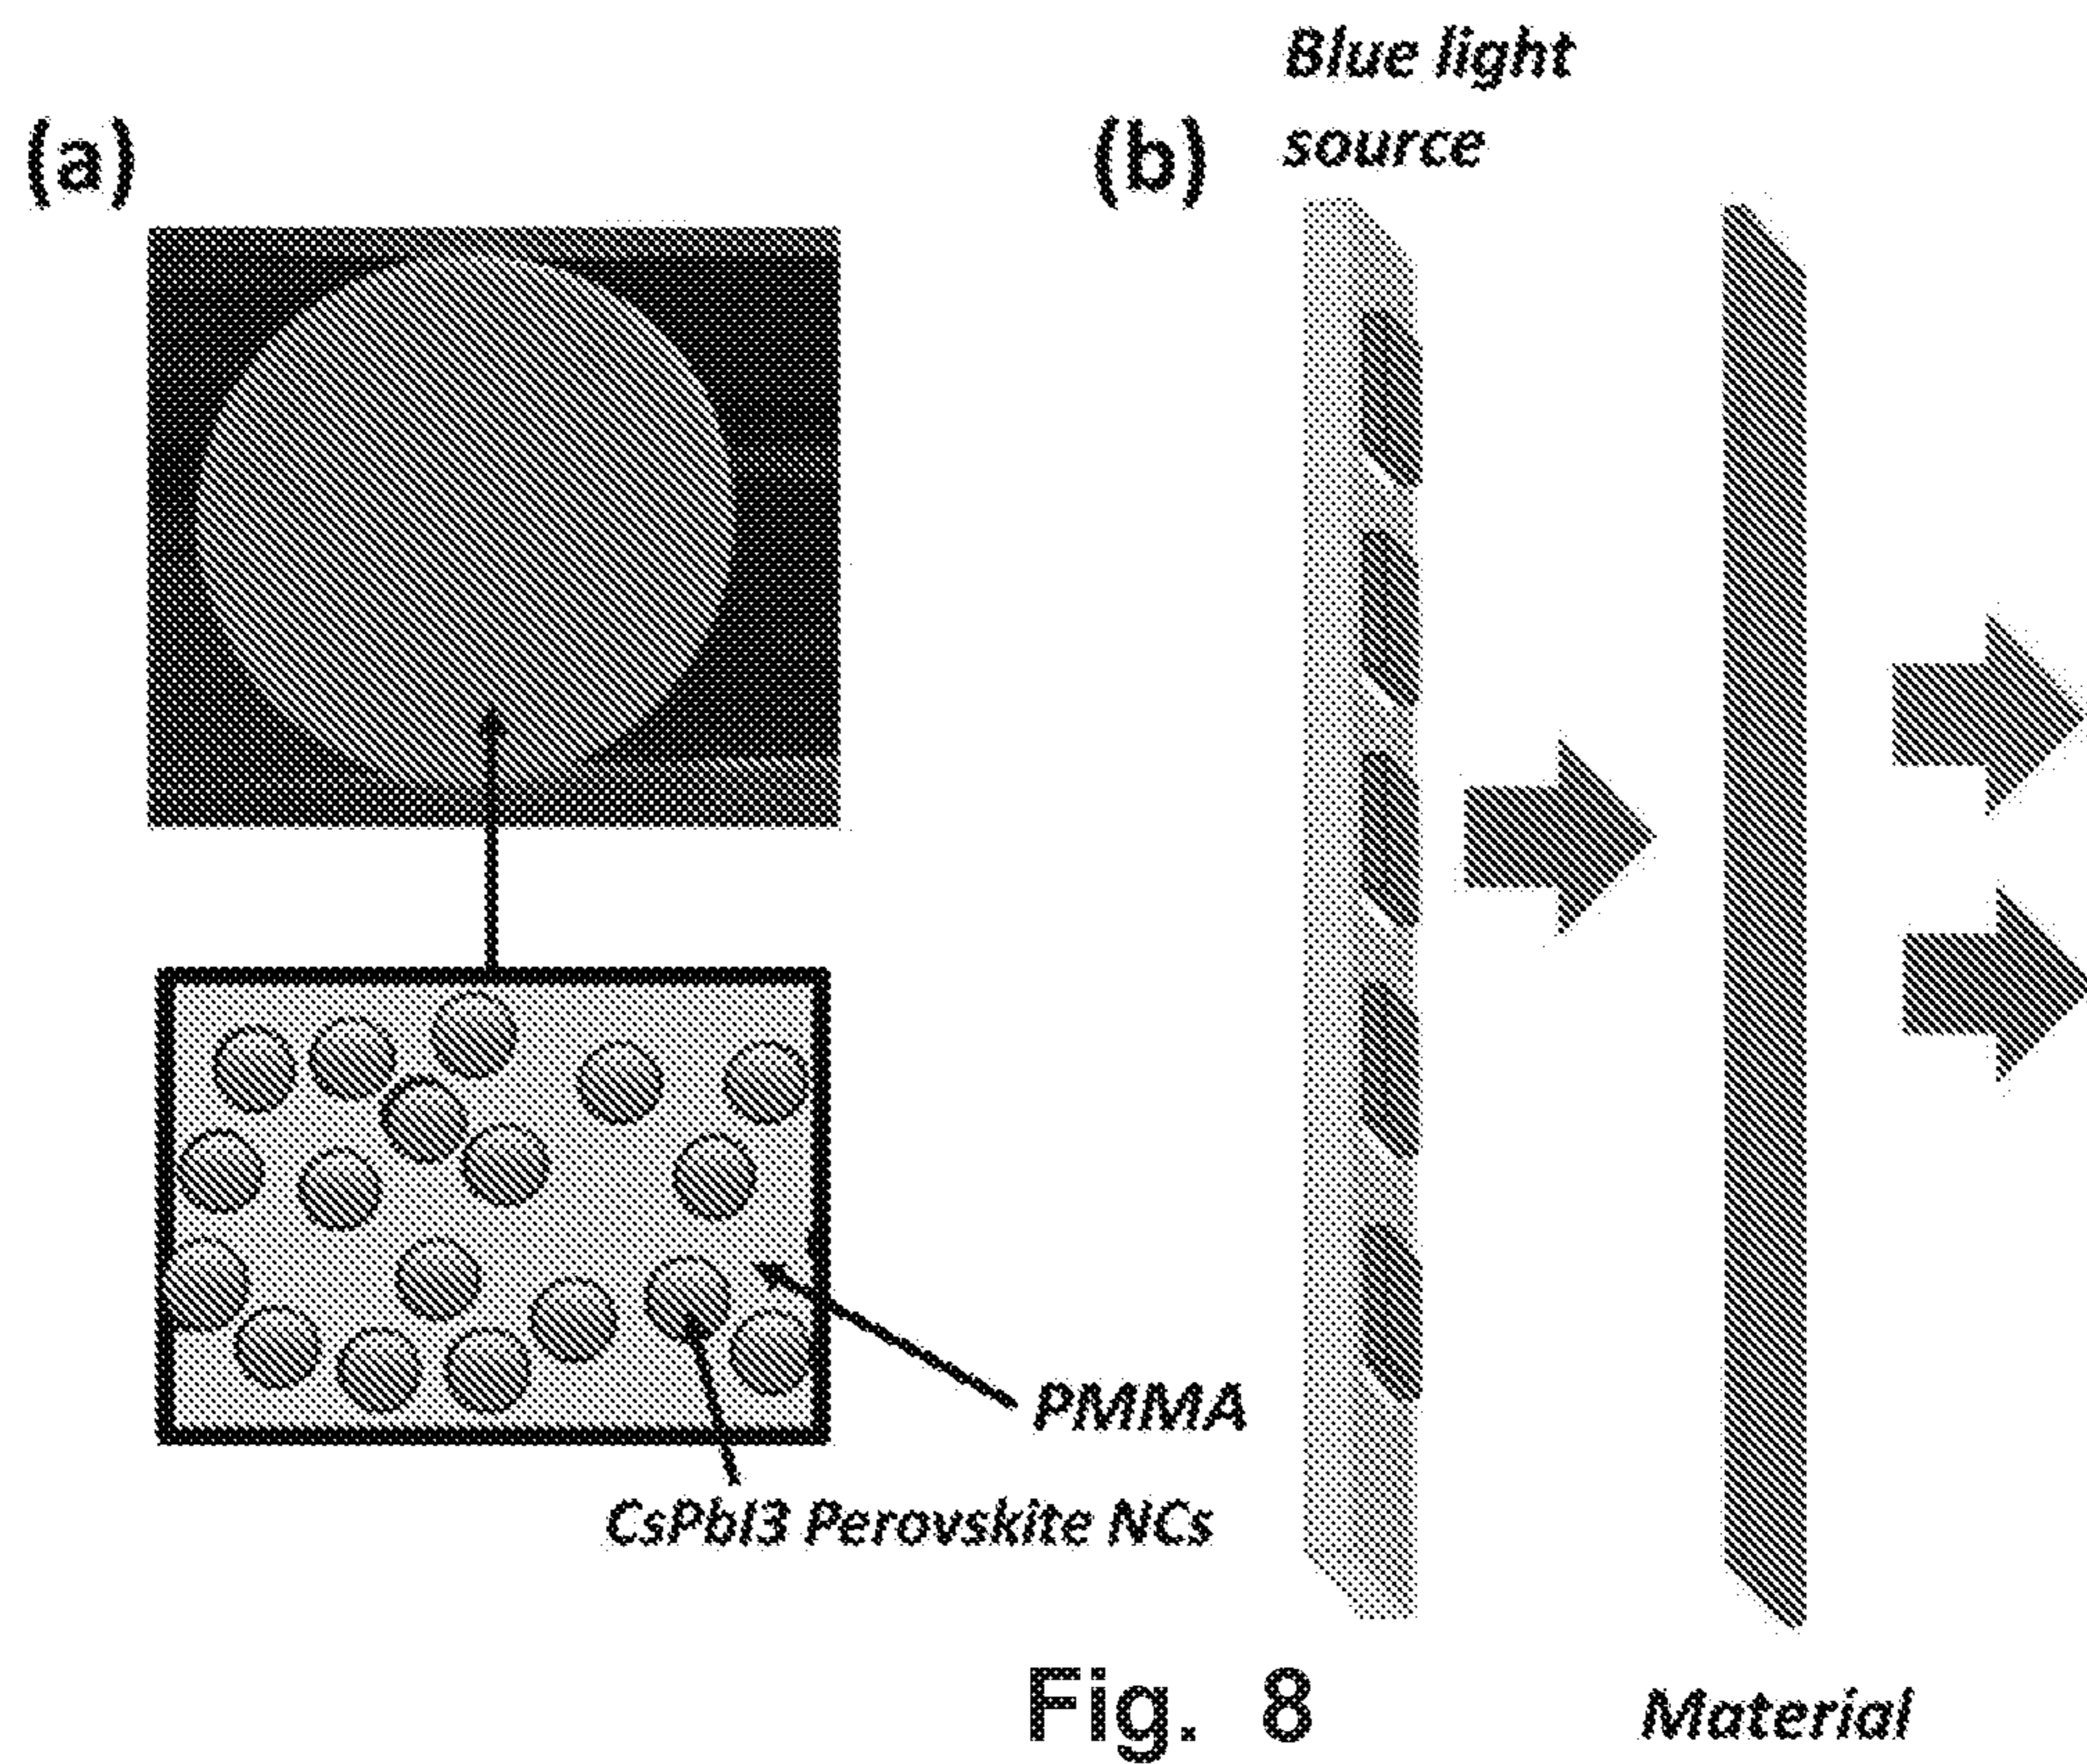 (a)
(b)
Blue light
source
PMMA
CsPbI3 Perovskite NCs
Material
Fig. 8